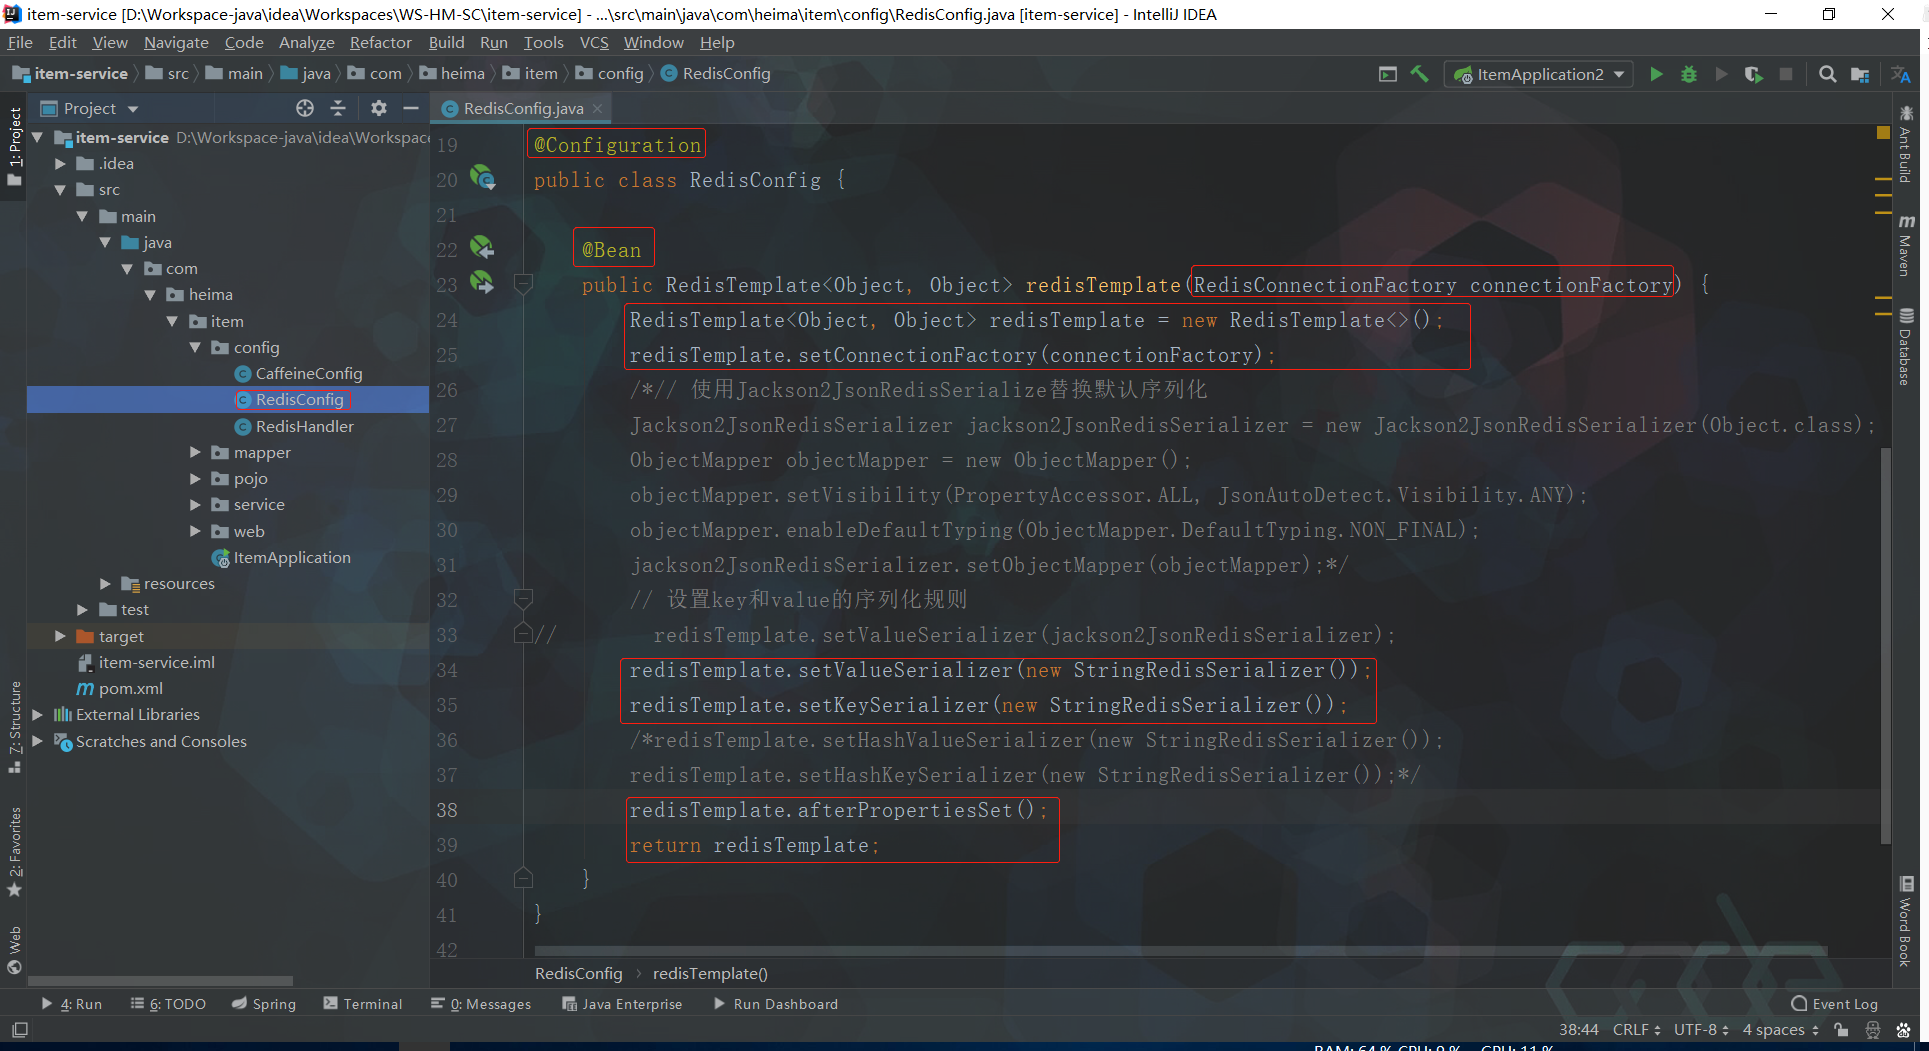 item-service [D:\Workspace-java\idea\Workspaces\WS-HM-SC\item-service] - ...\src\main\java\com\heima\item\config\RedisConfig.java [item-service] - IntelliJ IDEA
File Edit View Navigate Code Analyze Refactor Build Run Tools VCS Window Help
item-service src main java com heima item config RedisConfig ItemApplication2
Project RedisConfig.java
1: Project
7: Structure
2: Favorites
Web
item-service D:\Workspace-java\idea\Workspace
.idea
src
main
java
com
heima
item
config
CaffeineConfig
RedisConfig
RedisHandler
mapper
pojo
service
web
ItemApplication
resources
test
target
item-service.iml
pom.xml
External Libraries
Scratches and Consoles
19 @Configuration
20 public class RedisConfig {
21
22 @Bean
23 public RedisTemplate<Object, Object> redisTemplate(RedisConnectionFactory connectionFactory) {
24 RedisTemplate<Object, Object> redisTemplate = new RedisTemplate<>();
25 redisTemplate.setConnectionFactory(connectionFactory);
26 /*// 使用Jackson2JsonRedisSerialize替换默认序列化
27 Jackson2JsonRedisSerializer jackson2JsonRedisSerializer = new Jackson2JsonRedisSerializer(Object.class);
28 ObjectMapper objectMapper = new ObjectMapper();
29 objectMapper.setVisibility(PropertyAccessor.ALL, JsonAutoDetect.Visibility.ANY);
30 objectMapper.enableDefaultTyping(ObjectMapper.DefaultTyping.NON_FINAL);
31 jackson2JsonRedisSerializer.setObjectMapper(objectMapper);*/
32 // 设置key和value的序列化规则
33 // redisTemplate.setValueSerializer(jackson2JsonRedisSerializer);
34 redisTemplate.setValueSerializer(new StringRedisSerializer());
35 redisTemplate.setKeySerializer(new StringRedisSerializer());
36 /*redisTemplate.setHashValueSerializer(new StringRedisSerializer());
37 redisTemplate.setHashKeySerializer(new StringRedisSerializer());*/
38 redisTemplate.afterPropertiesSet();
39 return redisTemplate;
40 }
41 }
42
RedisConfig redisTemplate()
Ant Build
Maven
Database
Word Book
code
4: Run 6: TODO Spring Terminal 0: Messages Java Enterprise Run Dashboard Event Log
38:44 CRLF UTF-8 4 spaces
RAM: 64 % CPU: 9 % GPU: 11 %